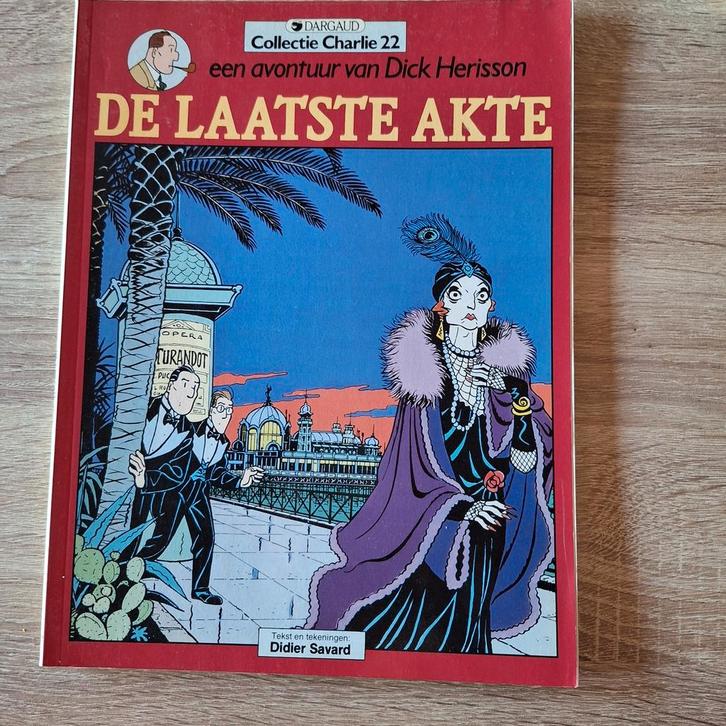 DARGAUD
Collectie Charlie 22
een avontuur van Dick Herisson
DE LAATSTE AKTE
OPERA
TURANDOT
Tekst en tekeningen:
Didier Savard